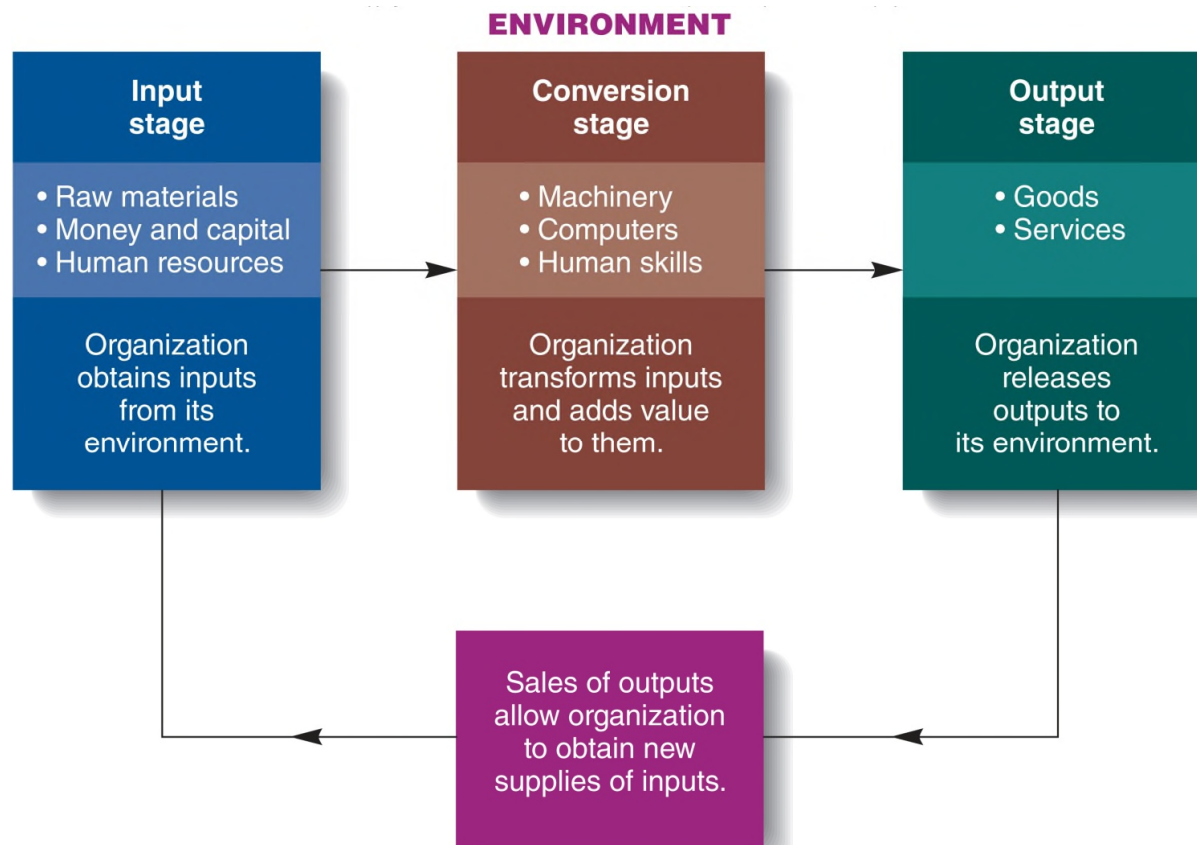 ENVIRONMENT
Input
stage
• Raw materials
• Money and capital
• Human resources
Organization
obtains inputs
from its
environment.
Conversion
stage
• Machinery
• Computers
• Human skills
Organization
transforms inputs
and adds value
to them.
Output
stage
• Goods
• Services
Organization
releases
outputs to
its environment.
Sales of outputs
allow organization
to obtain new
supplies of inputs.